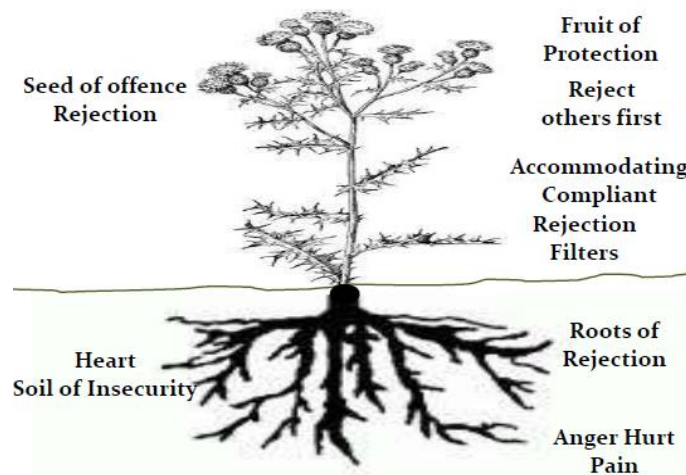 Seed of offence
Rejection
Fruit of
Protection
Reject
others first
Accommodating
Compliant
Rejection
Filters
Heart
Soil of Insecurity
Roots of
Rejection
Anger Hurt
Pain